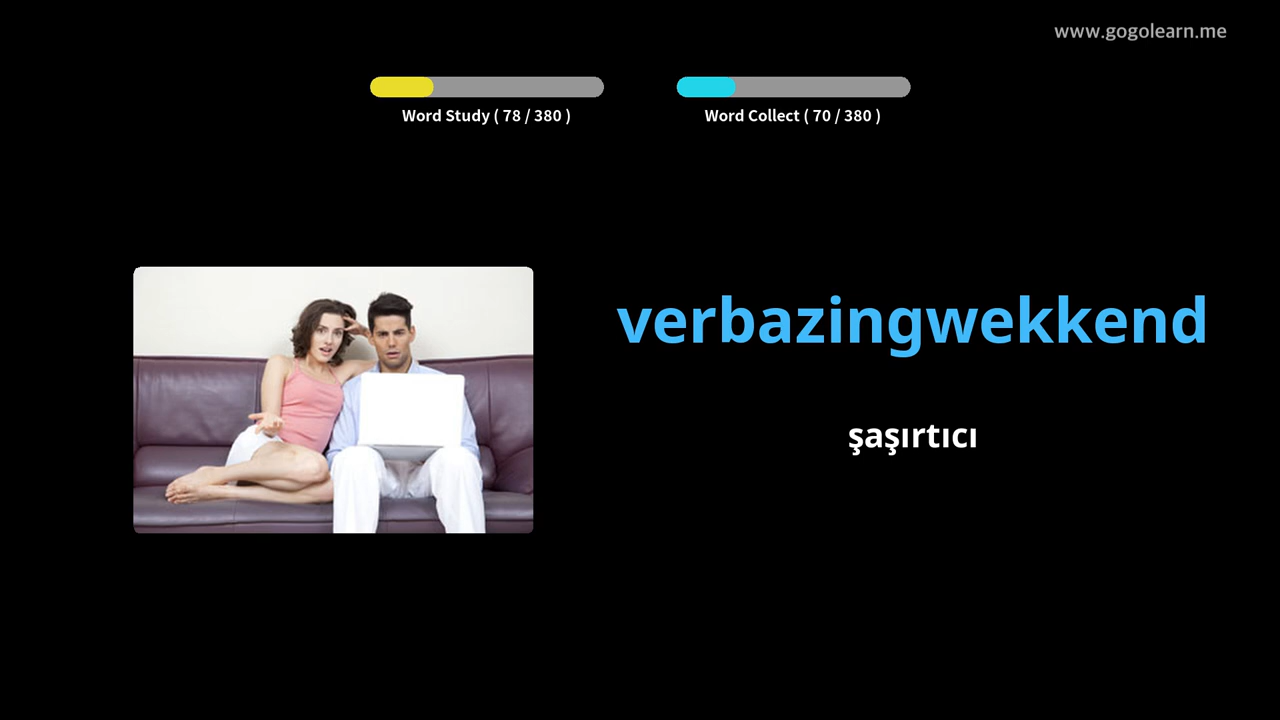 www.gogolearn.me
Word Study ( 78 / 380 )
Word Collect ( 70 / 380 )
verbazingwekkend
şaşırtıcı